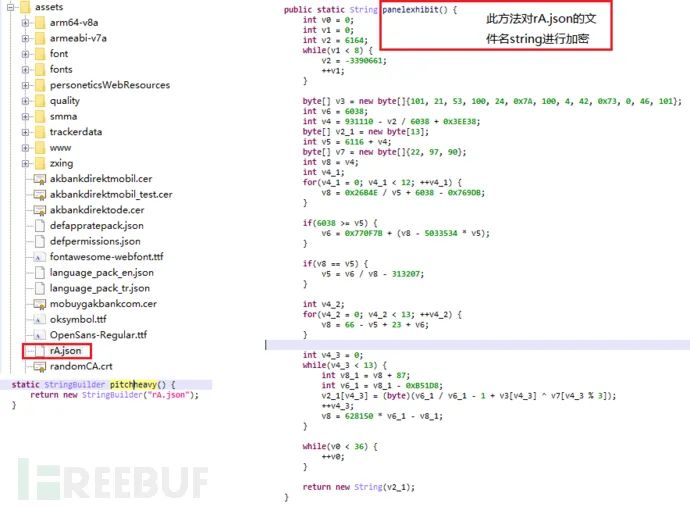 assets
arm64-v8a
armeabi-v7a
font
fonts
personeticsWebResources
quality
smma
trackerdata
www
zxing
akbankdirektmobil.cer
akbankdirektmobil_test.cer
akbankdirektode.cer
defappratepack.json
defpermissions.json
fontawesome-webfont.ttf
language_pack_en.json
language_pack_tr.json
mobuygakbankcom.cer
oksymbol.ttf
OpenSans-Regular.ttf
rA.json
randomCA.crt
static StringBuilder pitchheavy() {
return new StringBuilder("rA.json");
}
public static String panelexhibit() {
int v0 = 0;
int v1 = 0;
int v2 = 6164;
while(v1 < 8) {
v2 = -3390661;
++v1;
}
byte[] v3 = new byte[]{101, 21, 53, 100, 24, 0x7A, 100, 4, 42, 0x73, 0, 46, 101};
int v6 = 6038;
int v4 = 931110 - v2 / 6038 + 0x3EE38;
byte[] v2_1 = new byte[13];
int v5 = 6116 + v4;
byte[] v7 = new byte[]{22, 97, 90};
int v8 = v4;
int v4_1;
for(v4_1 = 0; v4_1 < 12; ++v4_1) {
v8 = 0x26B4E / v5 + 6038 - 0x769DB;
}
if(6038 >= v5) {
v6 = 0x770F7B + (v8 - 5033534 * v5);
}
if(v8 == v5) {
v5 = v6 / v8 - 313207;
}
int v4_2;
for(v4_2 = 0; v4_2 < 13; ++v4_2) {
v8 = 66 - v5 + 23 + v6;
}
int v4_3 = 0;
while(v4_3 < 13) {
int v8_1 = v8 + 87;
int v6_1 = v8_1 - 0xB51D8;
v2_1[v4_3] = (byte)(v6_1 / v6_1 - 1 + v3[v4_3] ^ v7[v4_3 % 3]);
++v4_3;
v8 = 628150 * v6_1 - v8_1;
}
while(v0 < 36) {
++v0;
}
return new String(v2_1);
}
此方法对rA.json的文
件名string进行加密
FREEBUF